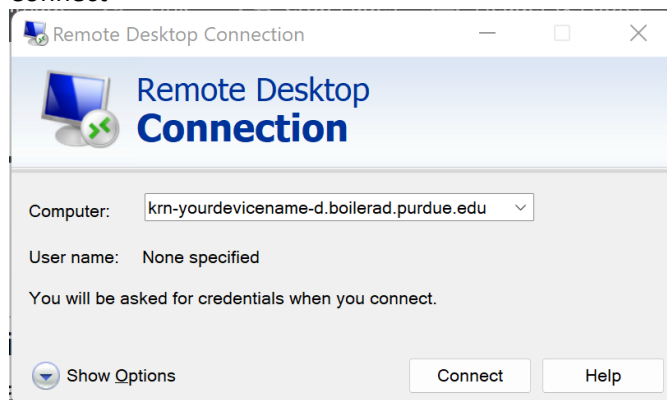 Connect
Remote Desktop Connection
Remote Desktop
Connection
Computer: krn-yourdevicename-d.boilerad.purdue.edu
User name: None specified
You will be asked for credentials when you connect.
Show Options Connect Help